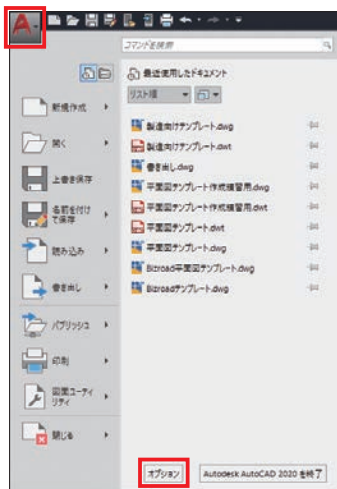 A
コマンドを検索
最近使用したドキュメント
リスト順
新規作成
開く
上書き保存
名前を付け
て保存
読み込み
書き出し
パブリッシュ
印刷
図面ユーティ
リティ
閉じる
製造向けテンプレート.dwg
製造向けテンプレート.dwt
書き出し.dwg
平面図テンプレート作成練習用.dwg
平面図テンプレート作成練習用.dwt
平面図テンプレート.dwt
平面図テンプレート.dwg
Bizroad平面図テンプレート.dwg
Bizroadテンプレート.dwg
オプション
Autodesk AutoCAD 2020 を終了